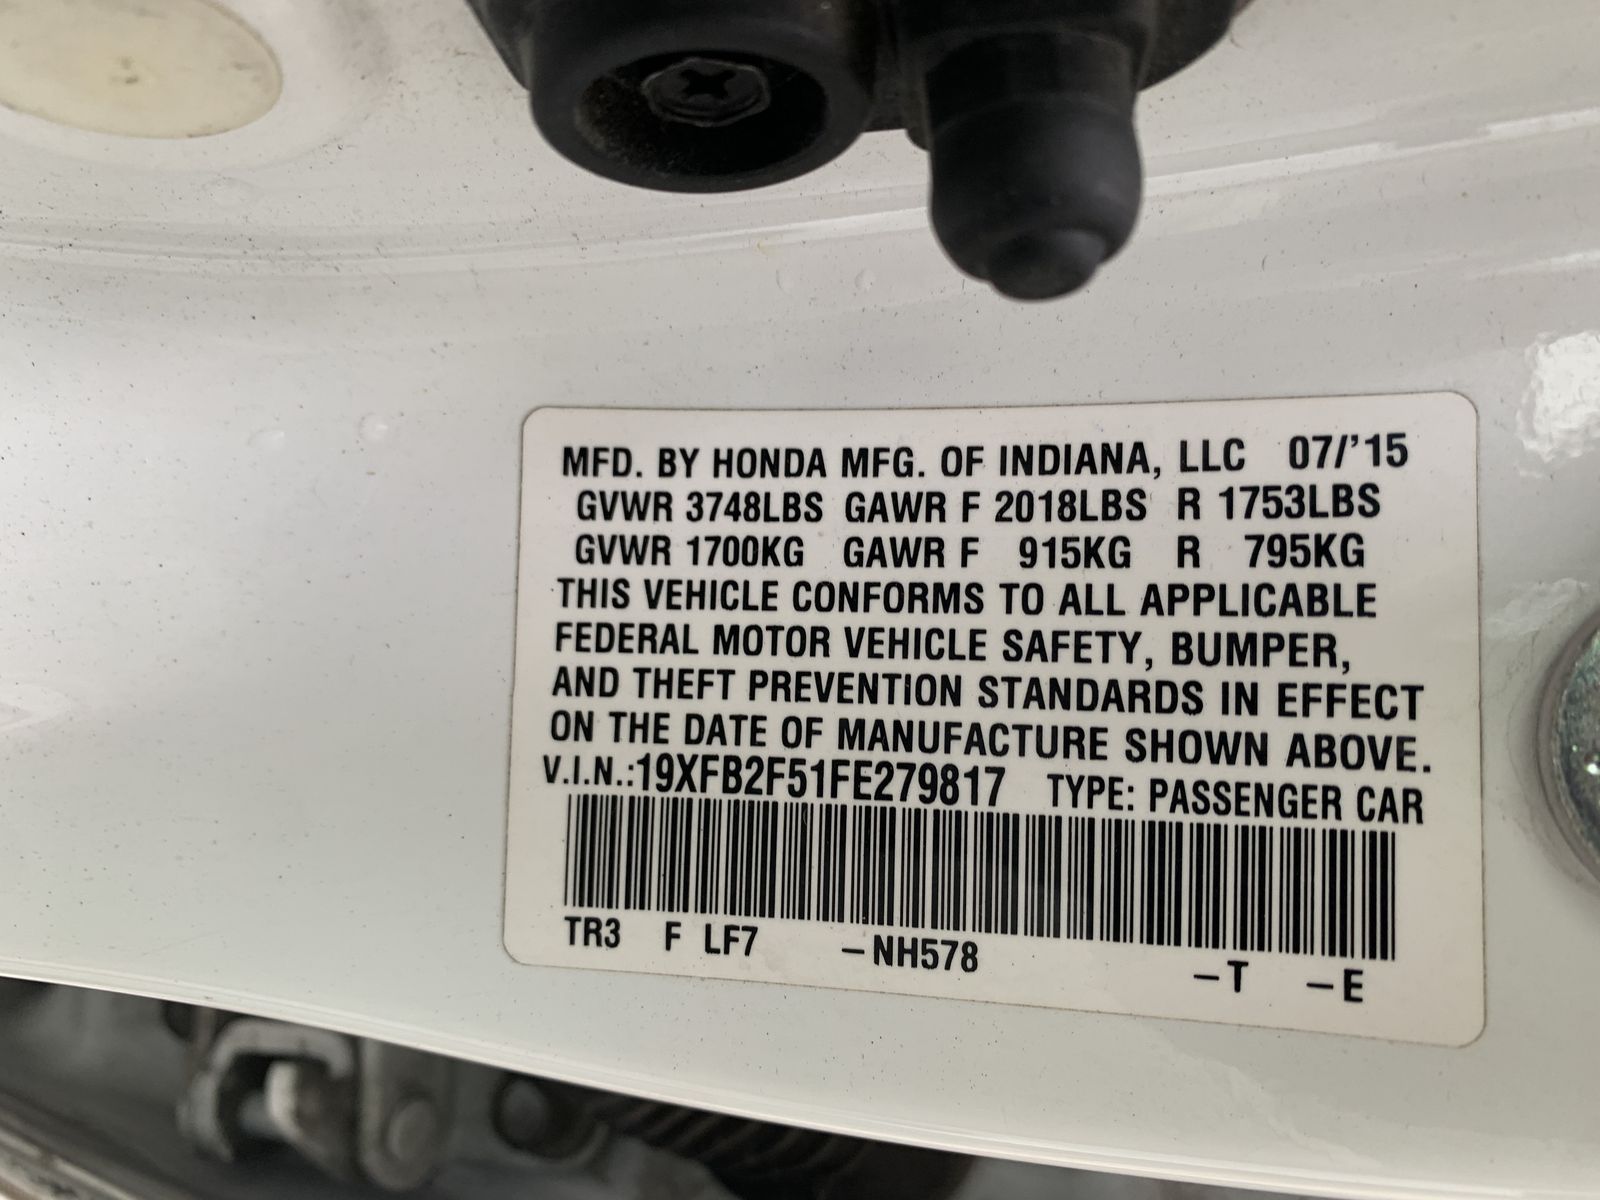 MFD. BY HONDA MFG. OF INDIANA, LLC 07/'15
GVWR 3748LBS GAWR F 2018LBS R 1753LBS
GVWR 1700KG GAWR F 915KG R 795KG
THIS VEHICLE CONFORMS TO ALL APPLICABLE
FEDERAL MOTOR VEHICLE SAFETY, BUMPER,
AND THEFT PREVENTION STANDARDS IN EFFECT
ON THE DATE OF MANUFACTURE SHOWN ABOVE.
V.I.N.:19XFB2F51FE279817 TYPE: PASSENGER CAR
TR3 F LF7 -NH578 -T -E